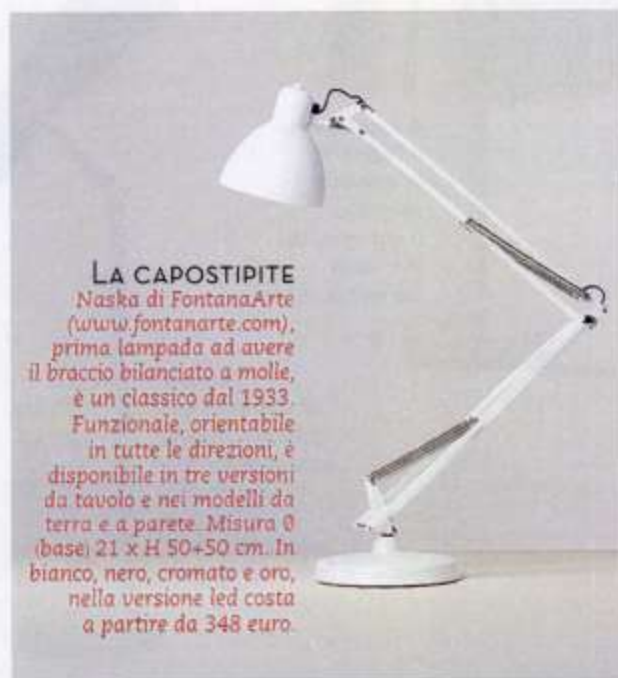 LA CAPOSTIPITE
Naska di FontanaArte
(www.fontanarte.com),
prima lampada ad avere
il braccio bilanciato a molle,
è un classico dal 1933.
Funzionale, orientabile
in tutte le direzioni, è
disponibile in tre versioni
da tavolo e nei modelli da
terra e a parete. Misura Ø
(base) 21 x H 50+50 cm. In
bianco, nero, cromato e oro,
nella versione led costa
a partire da 348 euro.